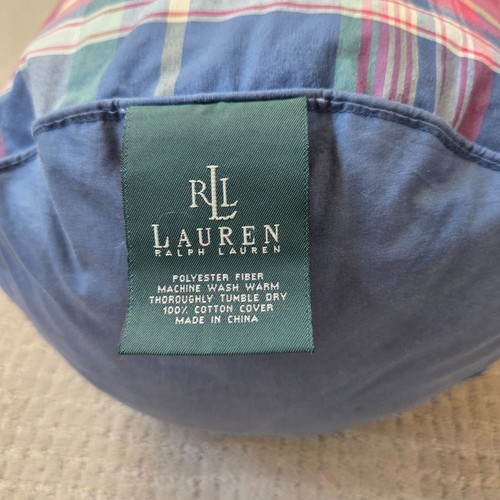 RLL
LAUREN
RALPH LAUREN
POLYESTER FIBER
MACHINE WASH WARM
THOROUGHLY TUMBLE DRY
100% COTTON COVER
MADE IN CHINA